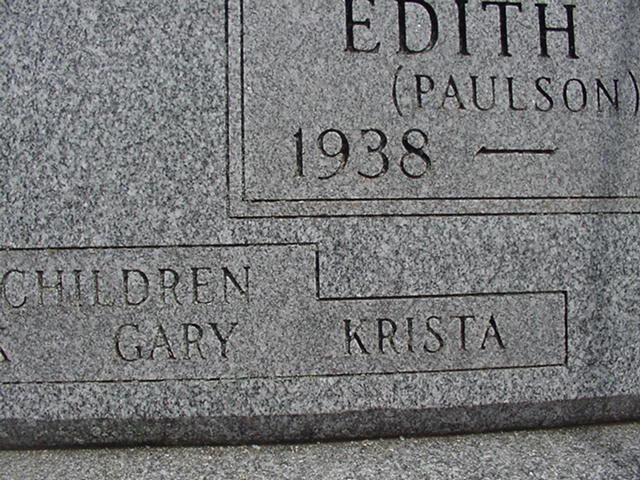 EDITH
(PAULSON)
1938 —
CHILDREN
GARY KRISTA